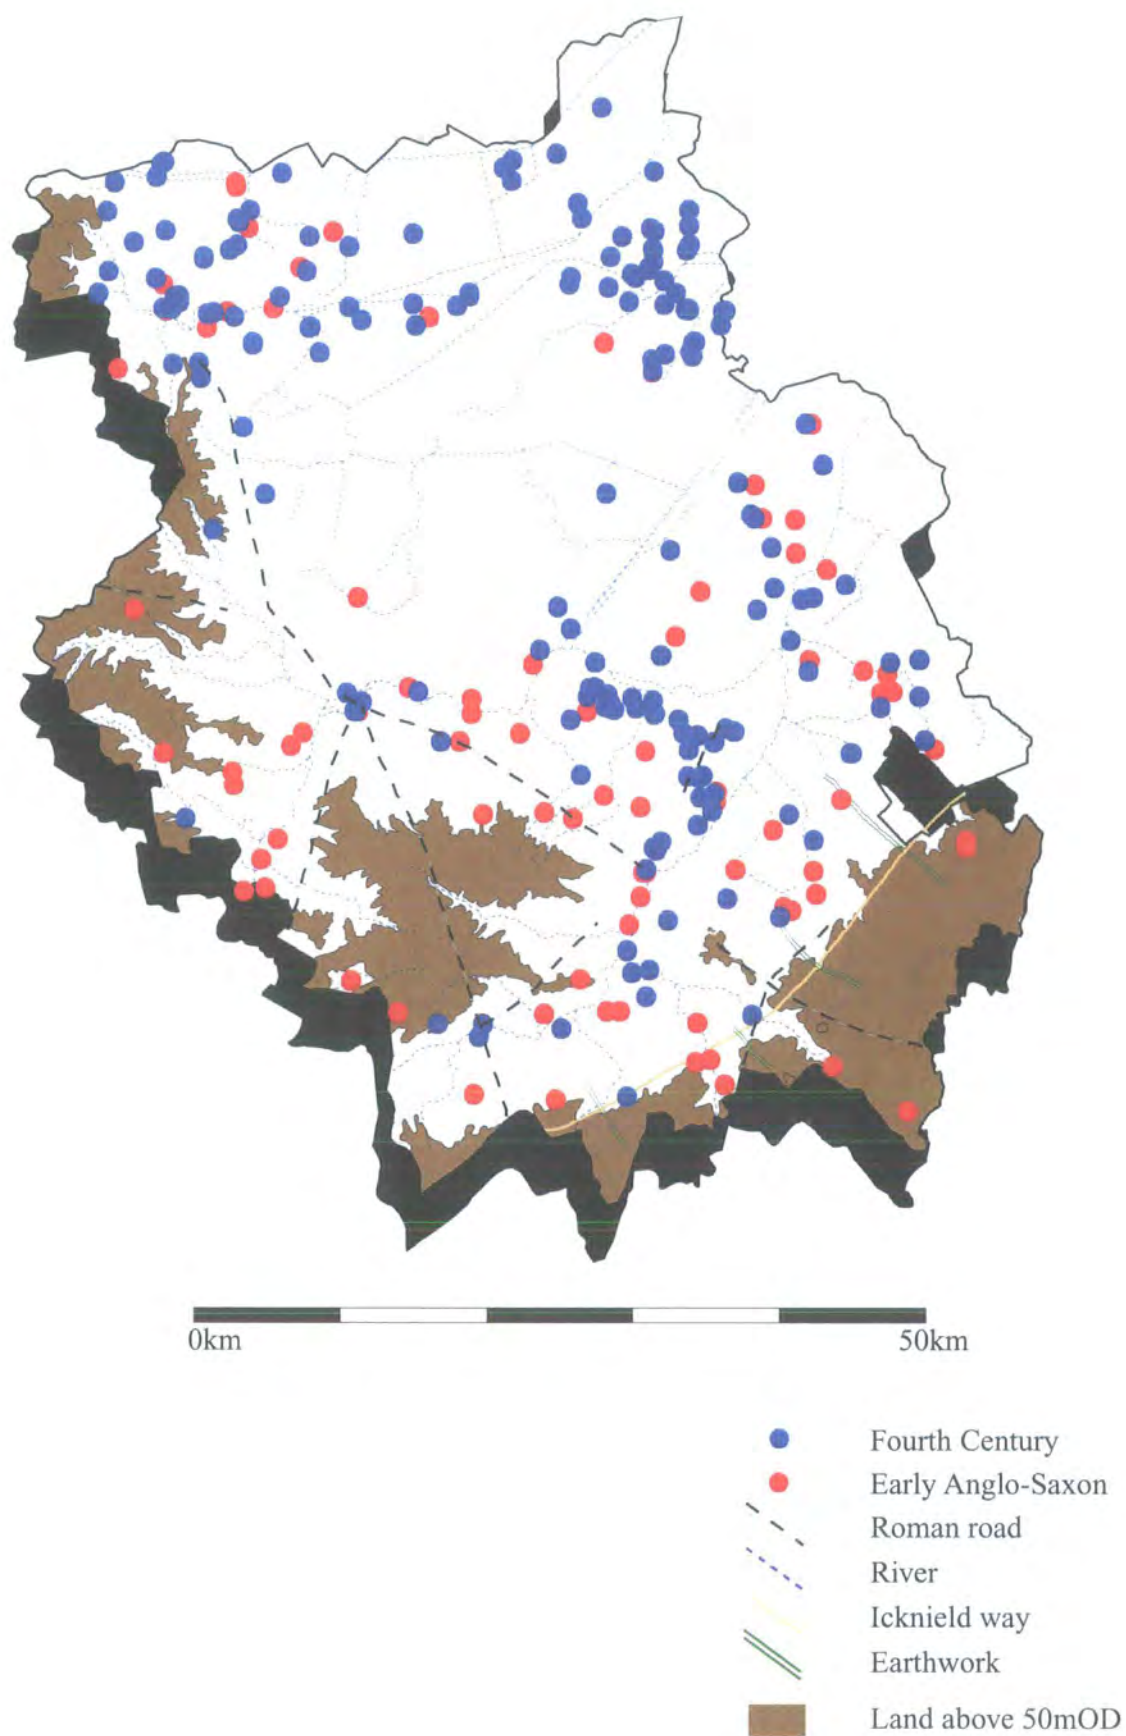 0km 50km
Fourth Century
Early Anglo-Saxon
Roman road
River
Icknield way
Earthwork
Land above 50mOD